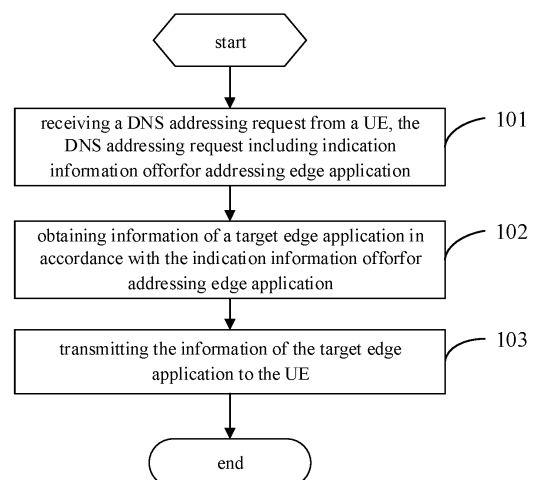 start
receiving a DNS addressing request from a UE, the
DNS addressing request including indication
information offorfor addressing edge application
101
obtaining information of a target edge application in
accordance with the indication information offorfor
addressing edge application
102
transmitting the information of the target edge
application to the UE
103
end